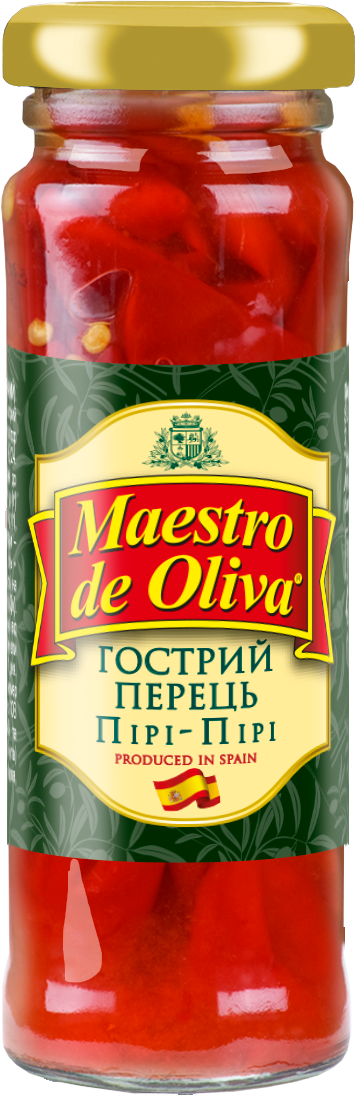 Maestro
de Oliva®
ГОСТРИЙ
ПЕРЕЦЬ
ПІРІ-ПІРІ
PRODUCED IN SPAIN